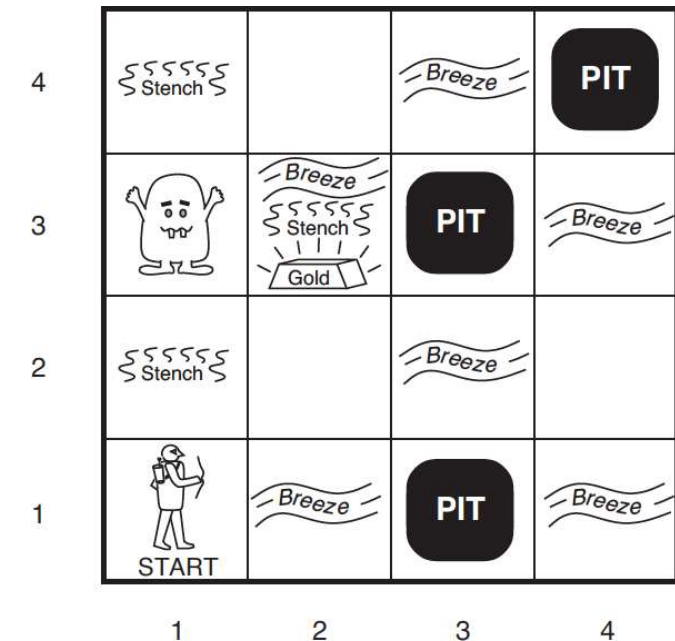 4 Stench Breeze PIT
Breeze
3 Stench PIT Breeze
Gold
2 Stench Breeze
1 Breeze PIT Breeze
START
1 2 3 4